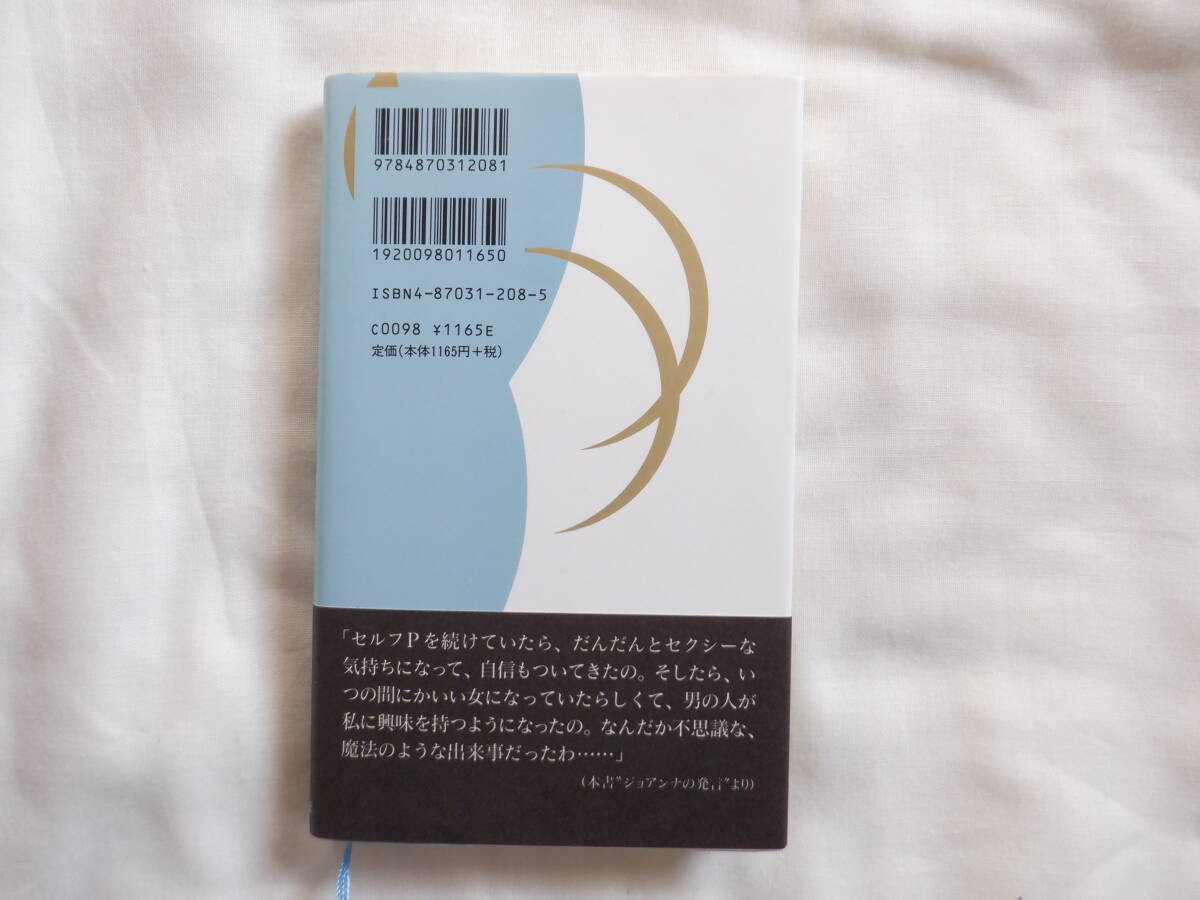 9784870312081
1920098011650
ISBN4-87031-208-5
C0098 ¥1165E
定価(本体1165円+税)
「セルフPを続けていたら、だんだんとセクシーな
気持ちになって、自信もついてきたの。そしたら、い
つの間にかいい女になっていたらしくて、男の人が
私に興味を持つようになったの。なんだか不思議な、
魔法のような出来事だったわ……」
(本書"ジョアンナの発言"より)